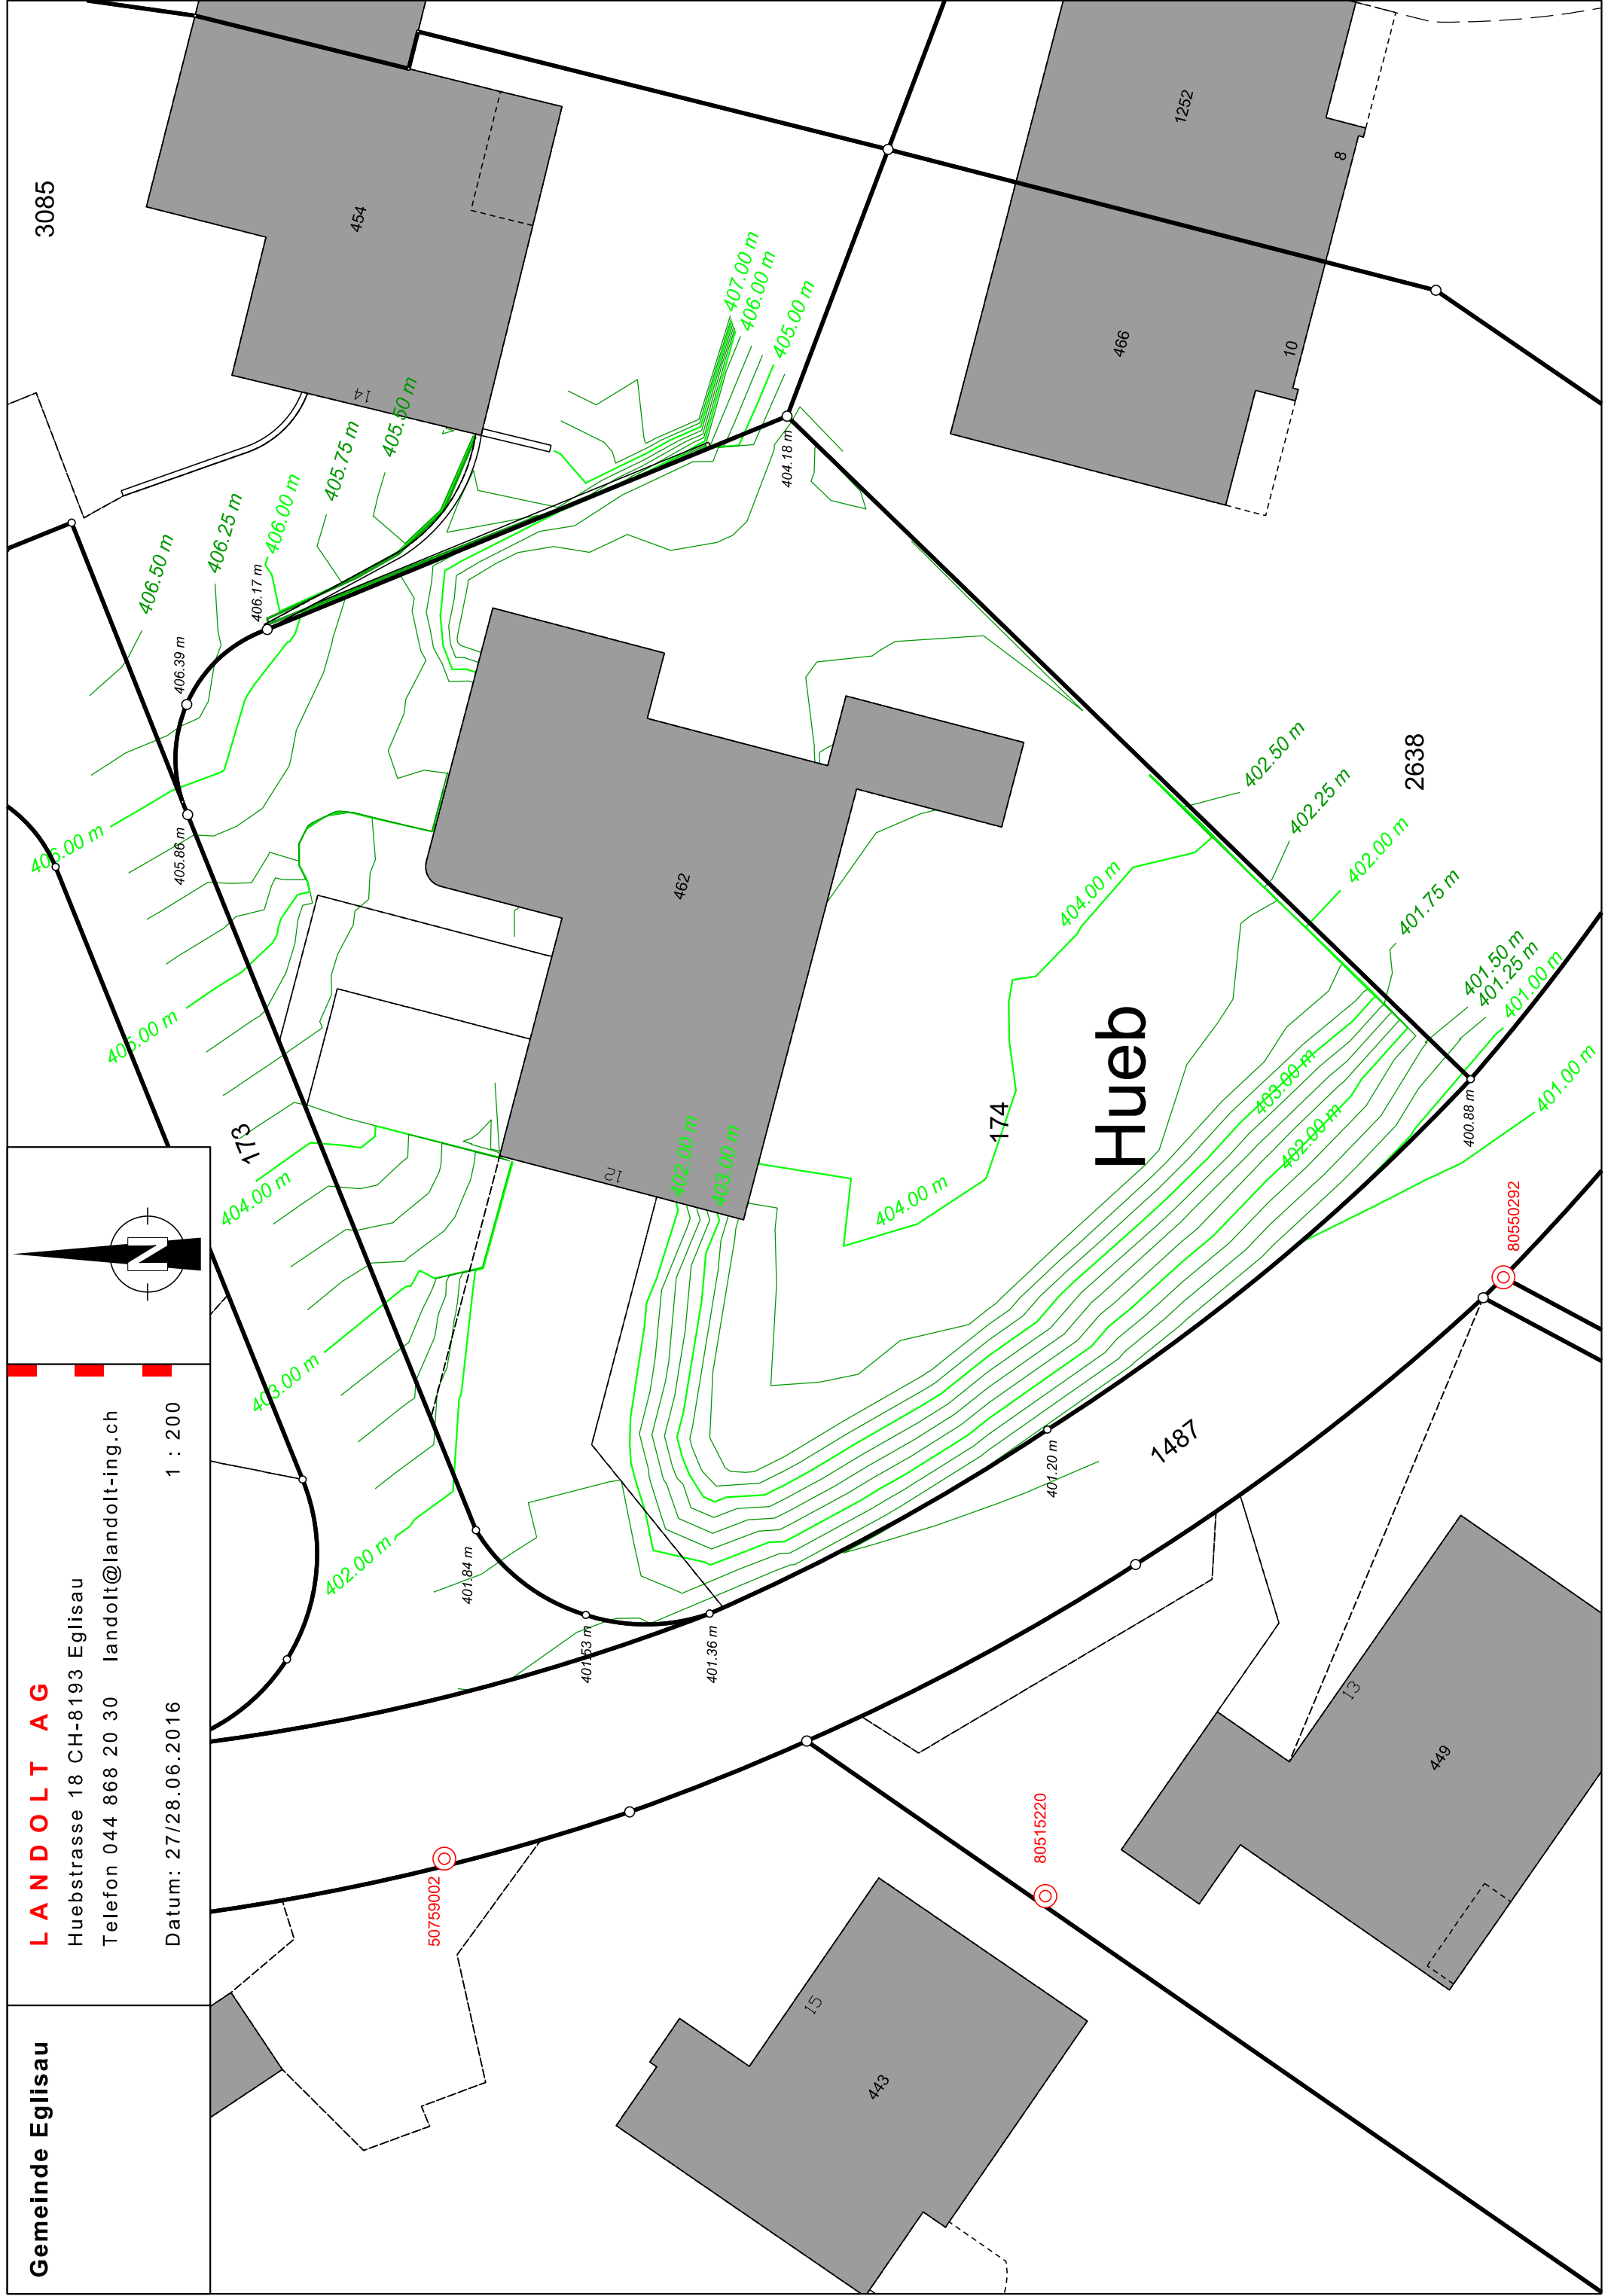 Gemeinde Eglisau
LANDOLT AG
Huebstrasse 18 CH-8193 Eglisau
Telefon 044 868 20 30 landolt@landolt-ing.ch
Datum: 27/28.06.2016 1 : 200
N
3085
454
14
1252
8
466
10
407.00 m
406.00 m
405.00 m
405.50 m
405.75 m
406.00 m
406.25 m
406.50 m
406.17 m
406.39 m
405.86 m
404.18 m
406.00 m
405.00 m
173
404.00 m
403.00 m
402.00 m
462
12
402.00 m
403.00 m
404.00 m
404.00 m
174
Hueb
403.00 m
402.00 m
402.50 m
402.25 m
402.00 m
401.75 m
401.50 m
401.25 m
401.00 m
401.00 m
2638
400.88 m
80550292
401.84 m
401.53 m
401.36 m
401.20 m
1487
50759002
80515220
15
443
13
449